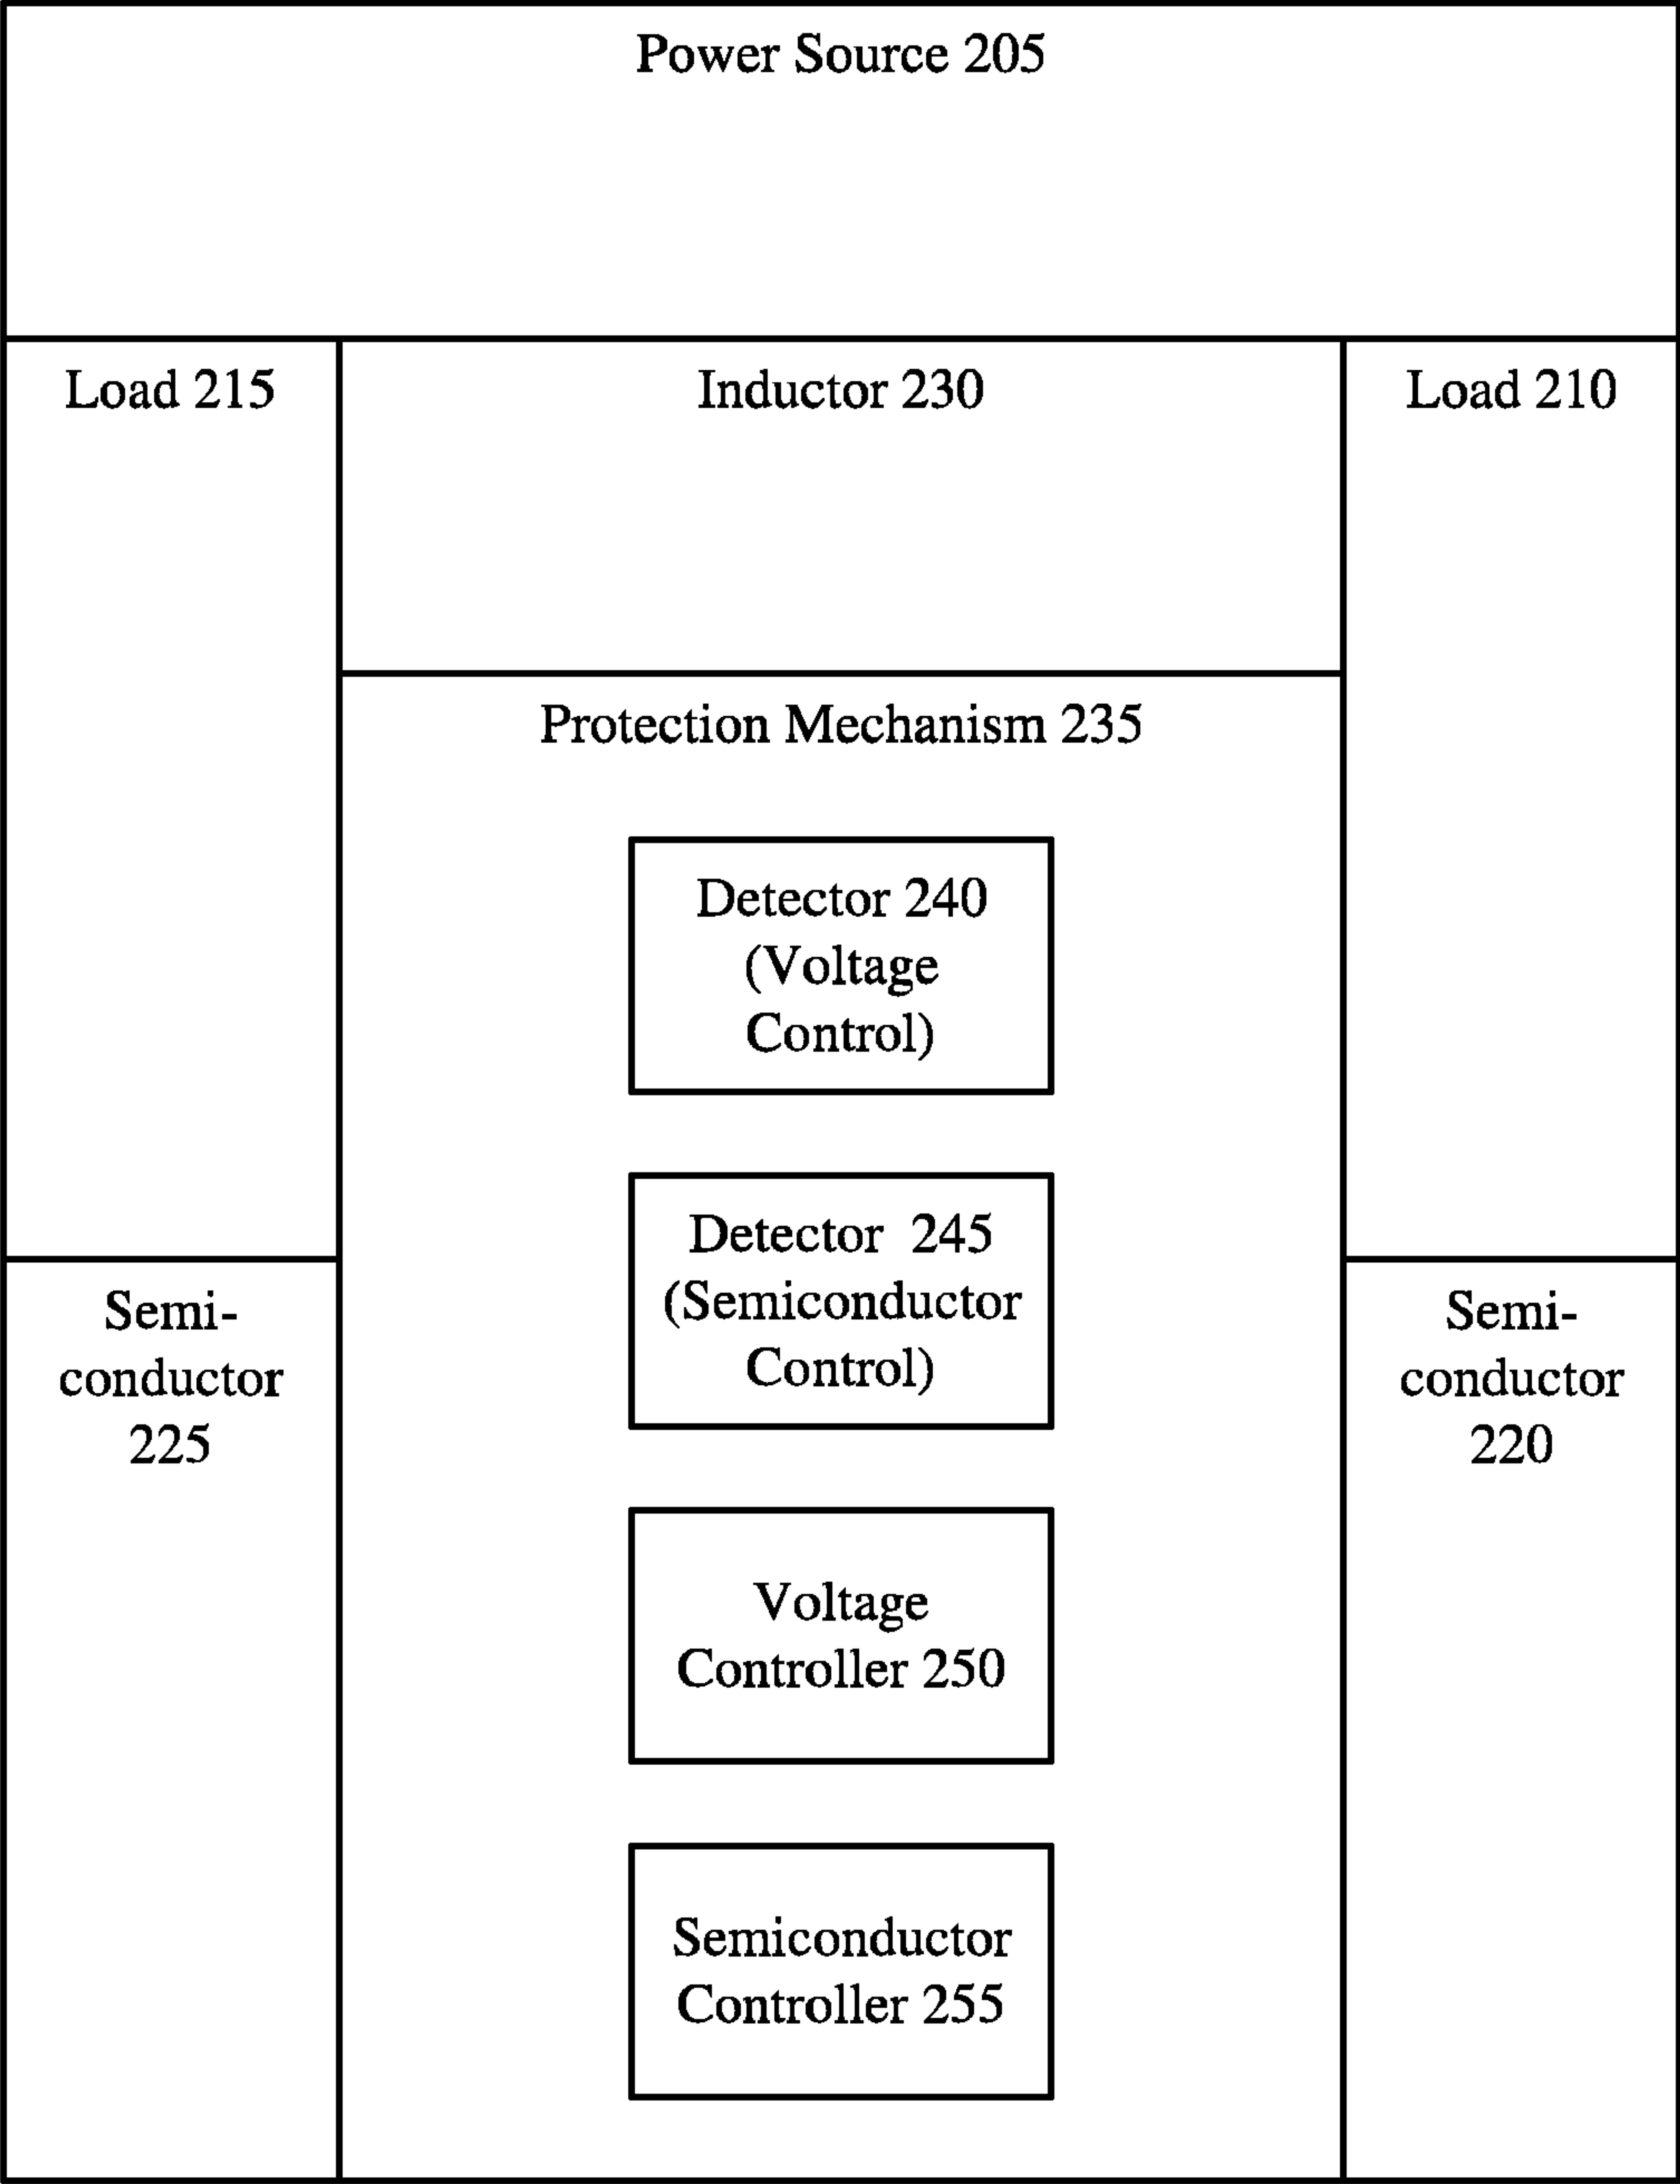 Power Source 205
Load 215
Inductor 230
Load 210
Protection Mechanism 235
Detector 240
(Voltage
Control)
Detector  245
(Semiconductor
Control)
Semi-
conductor
225
Semi-
conductor
220
Voltage
Controller 250
Semiconductor
Controller 255